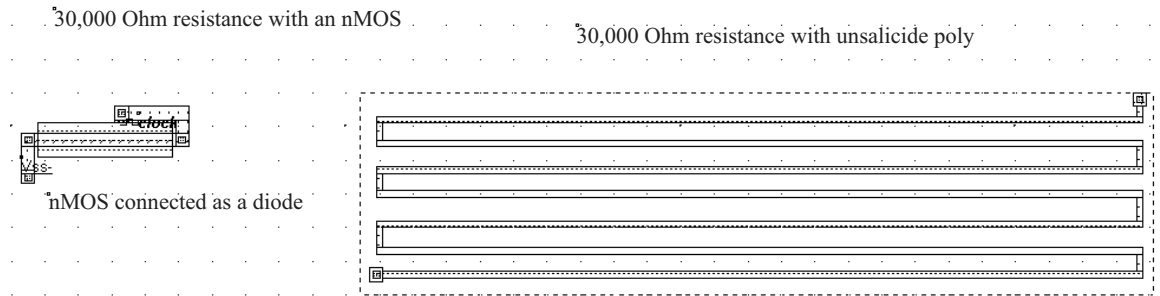 30,000 Ohm resistance with an nMOS
30,000 Ohm resistance with unsalicide poly
clock
Vss-
nMOS connected as a diode